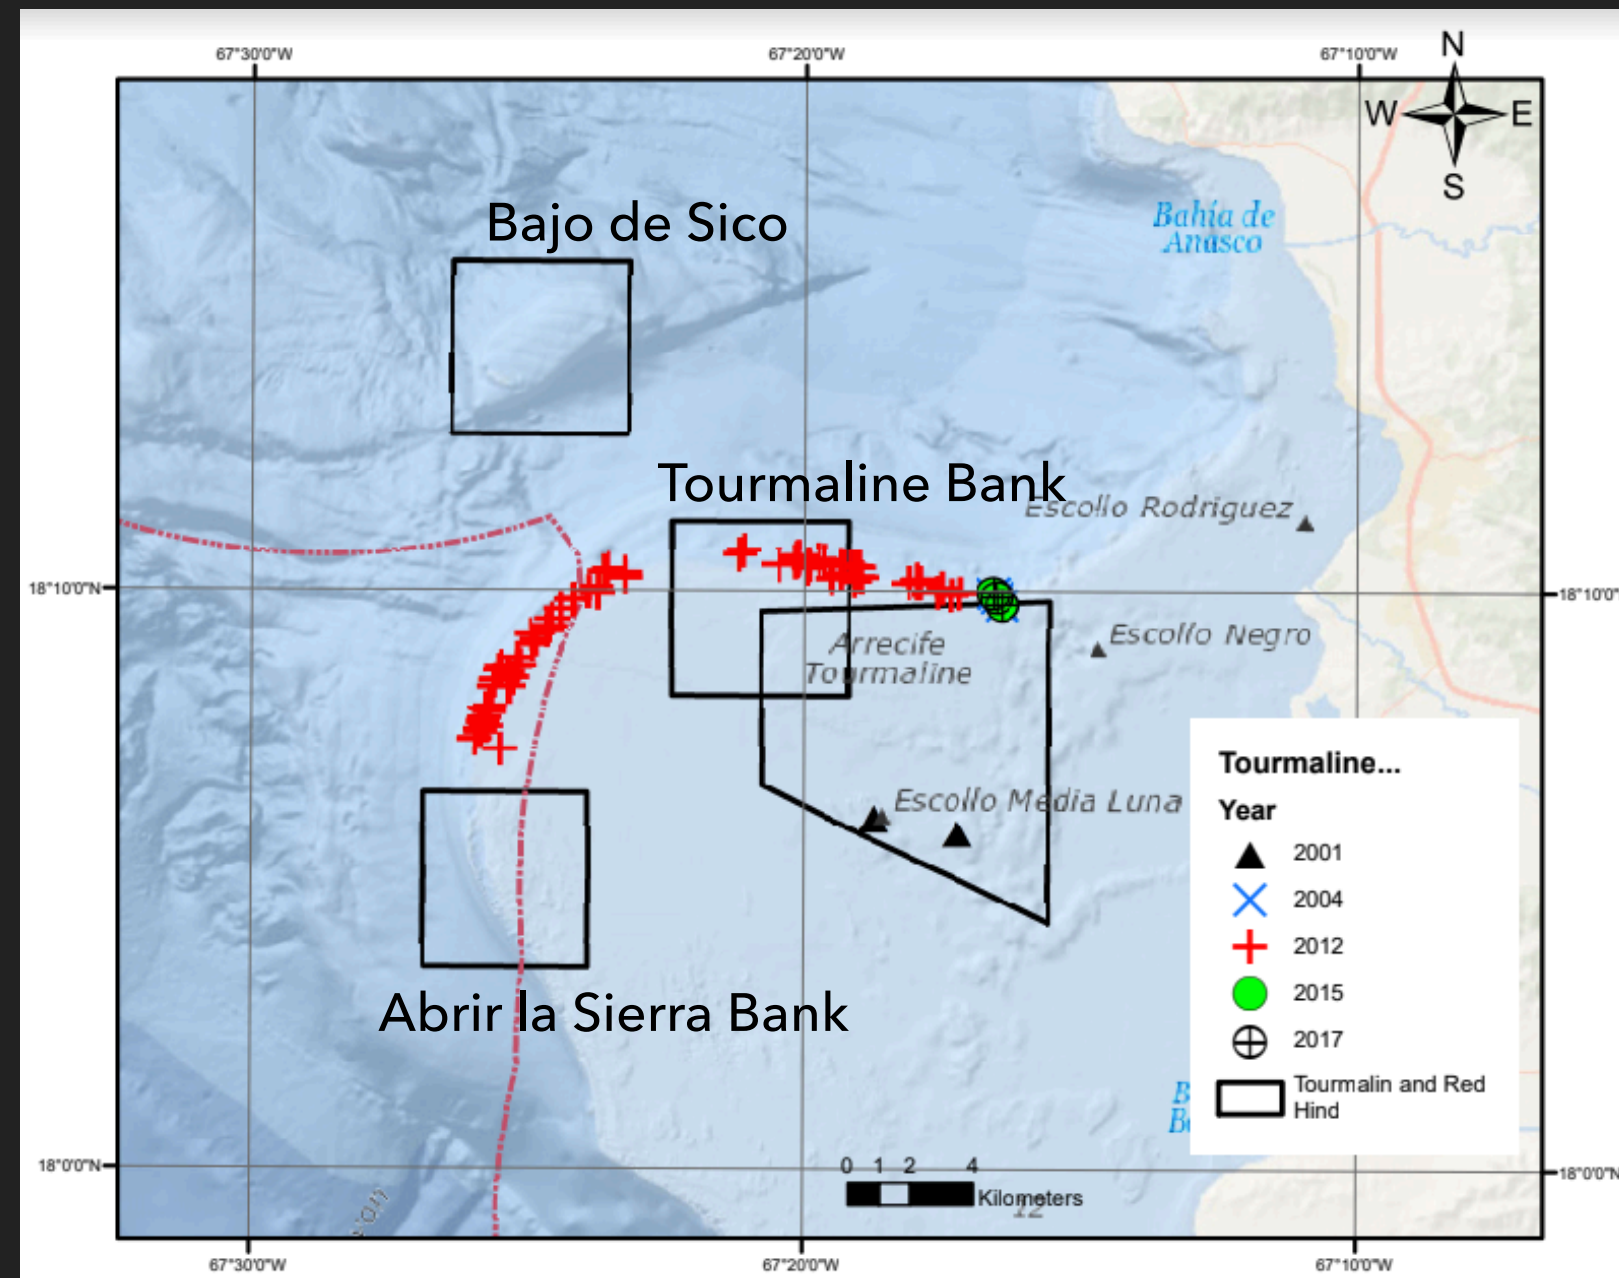 67°30'0"W
67°20'0"W
67°10'0"W
N
W
E
S
Bahía de
Anasco
Bajo de Sico
Tourmaline Bank
Escollo Rodriguez
18°10'0"N
18°10'0"
Arrecife
Tourmaline
Escollo Negro
Escollo Media Luna
Abrir la Sierra Bank
Tourmaline...
Year
2001
2004
2012
2015
2017
Tourmalin and Red
Hind
B
B
18°0'0"N
18°0'0"N
0 1 2 4
Kilometers
12
67°30'0"W
67°20'0"W
67°10'0"W